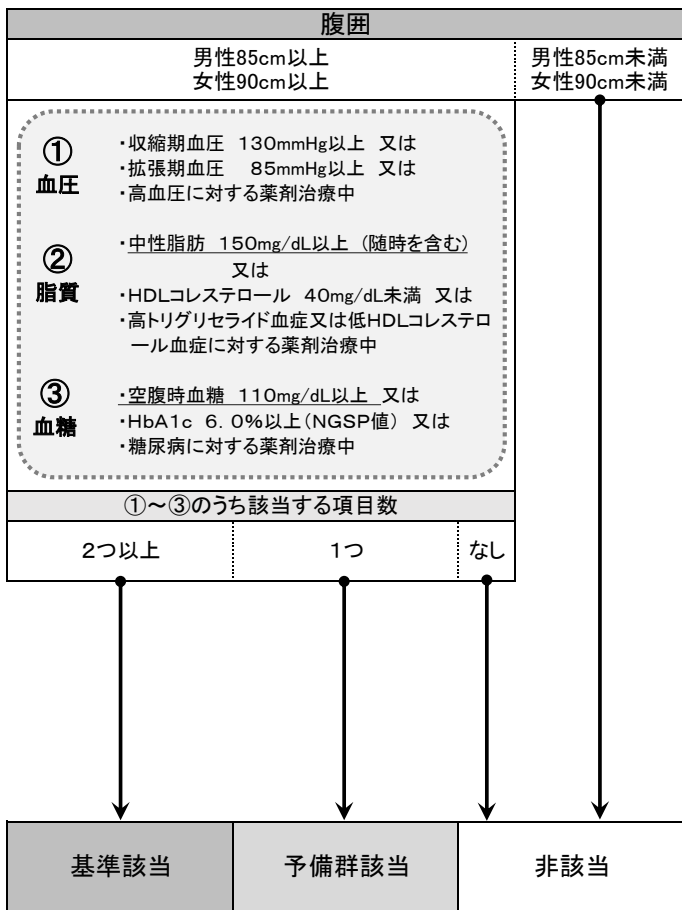 腹囲
男性85cm以上
女性90cm以上
男性85cm未満
女性90cm未満
①
血圧
・収縮期血圧 130mmHg以上 又は
・拡張期血圧 85mmHg以上 又は
・高血圧に対する薬剤治療中
②
脂質
・中性脂肪 150mg/dL以上 (随時を含む)
又は
・HDLコレステロール 40mg/dL未満 又は
・高トリグリセライド血症又は低HDLコレステロ
ール血症に対する薬剤治療中
③
血糖
・空腹時血糖 110mg/dL以上 又は
・HbA1c 6.0%以上(NGSP値) 又は
・糖尿病に対する薬剤治療中
①～③のうち該当する項目数
2つ以上
1つ
なし
基準該当
予備群該当
非該当